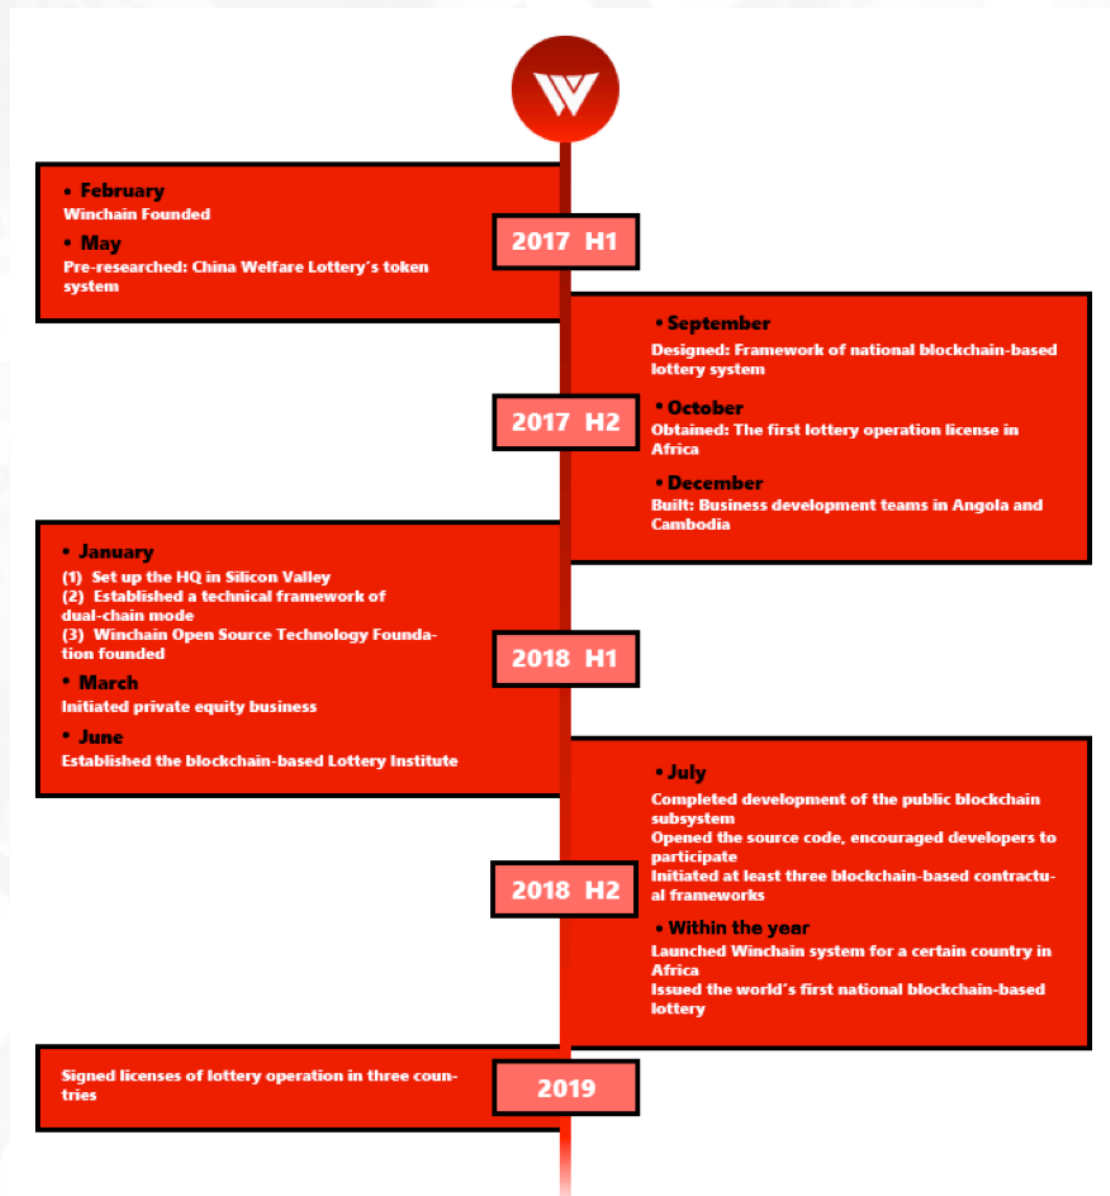 • February
Winchain Founded
• May
Pre-researched: China Welfare Lottery's token
system
2017 H1
• September
Designed: Framework of national blockchain-based
lottery system
• October
Obtained: The first lottery operation license in
Africa
• December
Built: Business development teams in Angola and
Cambodia
2017 H2
• January
(1) Set up the HQ in Silicon Valley
(2) Established a technical framework of
dual-chain mode
(3) Winchain Open Source Technology Founda-
tion founded
• March
Initiated private equity business
• June
Established the blockchain-based Lottery Institute
2018 H1
• July
Completed development of the public blockchain
subsystem
Opened the source code, encouraged developers to
participate
Initiated at least three blockchain-based contractu-
al frameworks
• Within the year
Launched Winchain system for a certain country in
Africa
Issued the world's first national blockchain-based
lottery
2018 H2
Signed licenses of lottery operation in three coun-
tries
2019